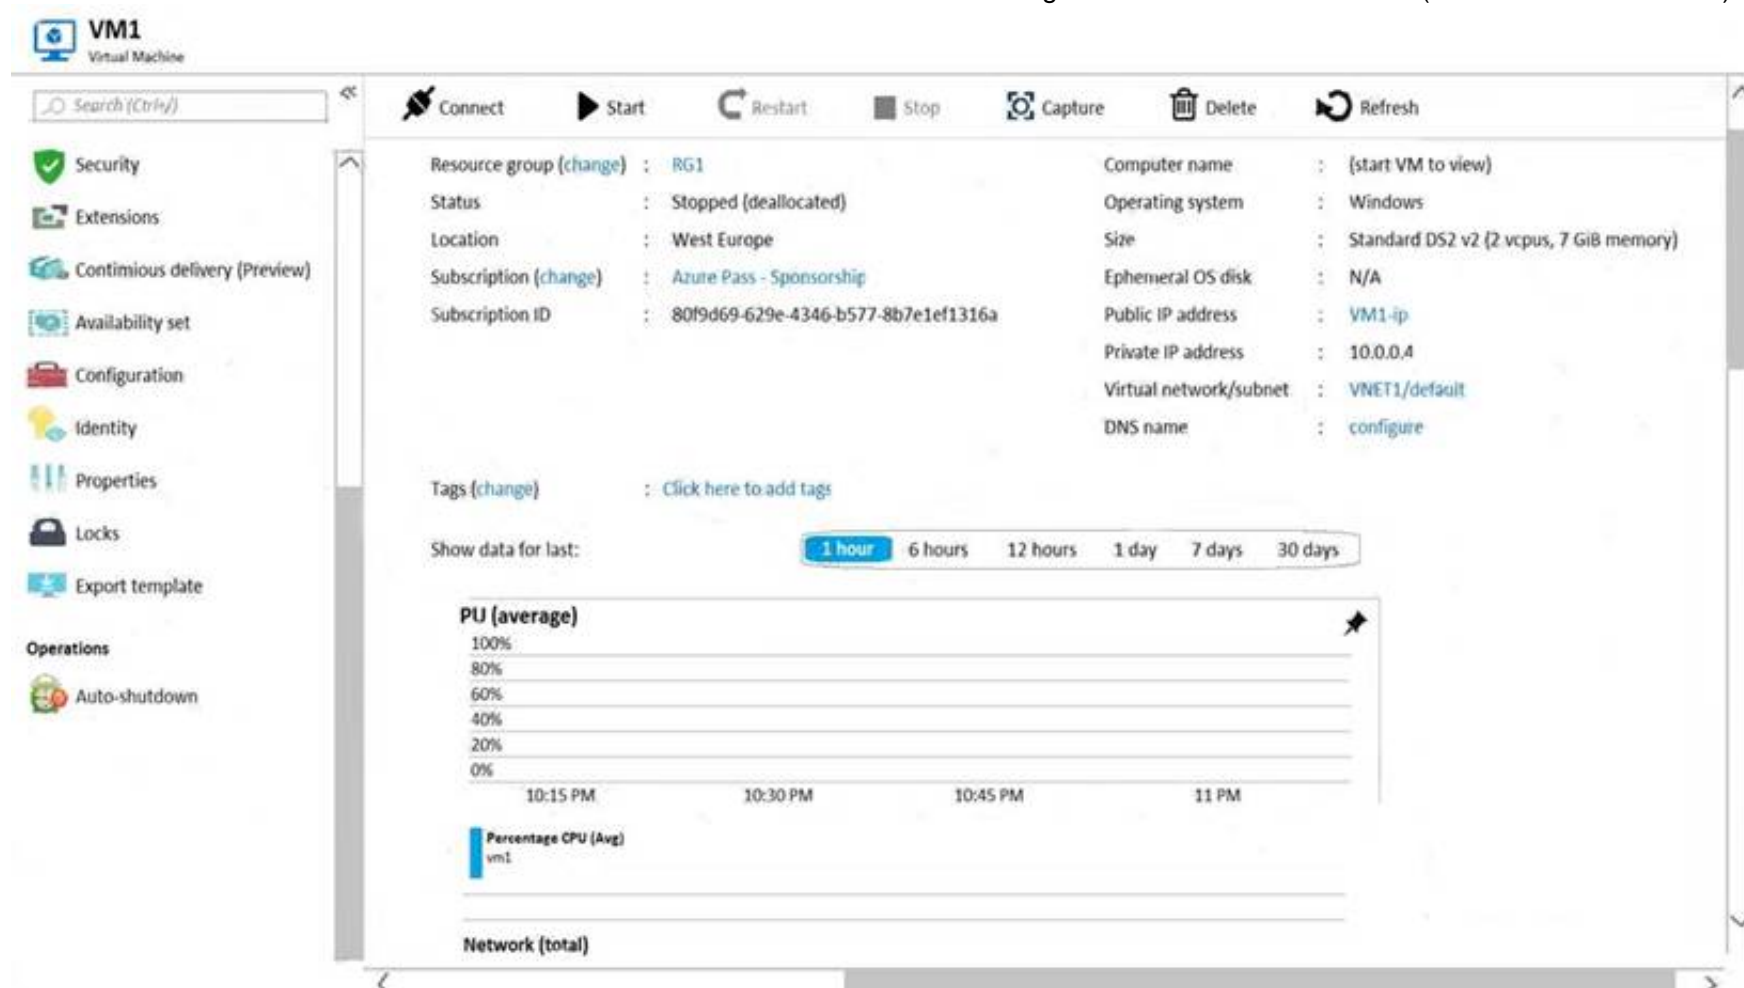 VM1
Virtual Machine
Search (Ctrl+/)
Connect Start Restart Stop Capture Delete Refresh
Security
Extensions
Contimious delivery (Preview)
Availability set
Configuration
Identity
Properties
Locks
Export template
Operations
Auto-shutdown
Resource group (change) : RG1
Status : Stopped (deallocated)
Location : West Europe
Subscription (change) : Azure Pass - Sponsorship
Subscription ID : 80f9d69-629e-4346-b577-8b7e1ef1316a
Computer name : (start VM to view)
Operating system : Windows
Size : Standard DS2 v2 (2 vcpus, 7 GiB memory)
Ephemeral OS disk : N/A
Public IP address : VM1-ip
Private IP address : 10.0.0.4
Virtual network/subnet : VNET1/default
DNS name : configure
Tags (change) : Click here to add tags
Show data for last: 1 hour 6 hours 12 hours 1 day 7 days 30 days
PU (average)
100%
80%
60%
40%
20%
0%
10:15 PM 10:30 PM 10:45 PM 11 PM
Percentage CPU (Avg)
vm1
Network (total)